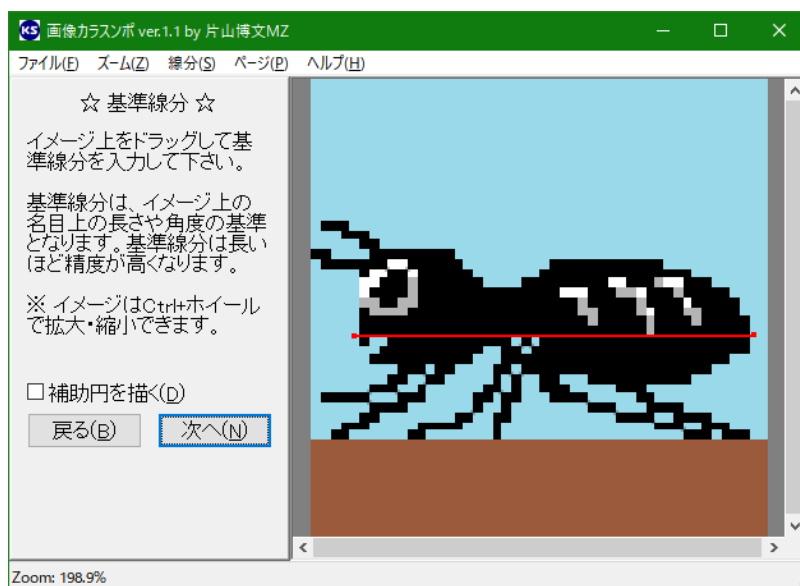 KS 画像カラスンポ ver.1.1 by 片山博文MZ
ファイル(F) ズーム(Z) 線分(S) ページ(P) ヘルプ(H)
☆ 基準線分 ☆
イメージ上をドラッグして基
準線分を入力して下さい。
基準線分は、イメージ上の
名目上の長さや角度の基準
となります。基準線分は長い
ほど精度が高くなります。
※ イメージはCtrl+ホイール
で拡大・縮小できます。
補助円を描く(D)
戻る(B) 次へ(N)
Zoom: 198.9%